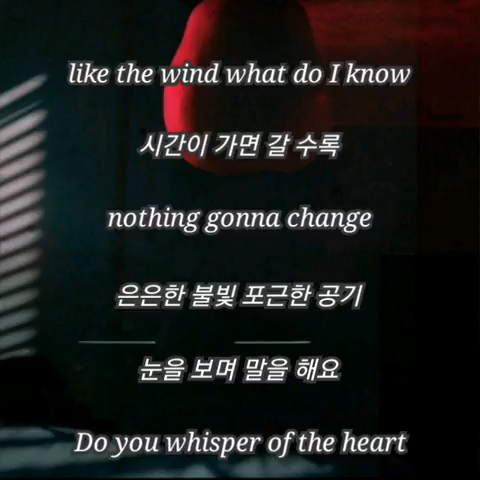 like the wind what do I know
시간이 가면 갈 수록
nothing gonna change
은은한 불빛 포근한 공기
눈을 보며 말을 해요
Do you whisper of the heart